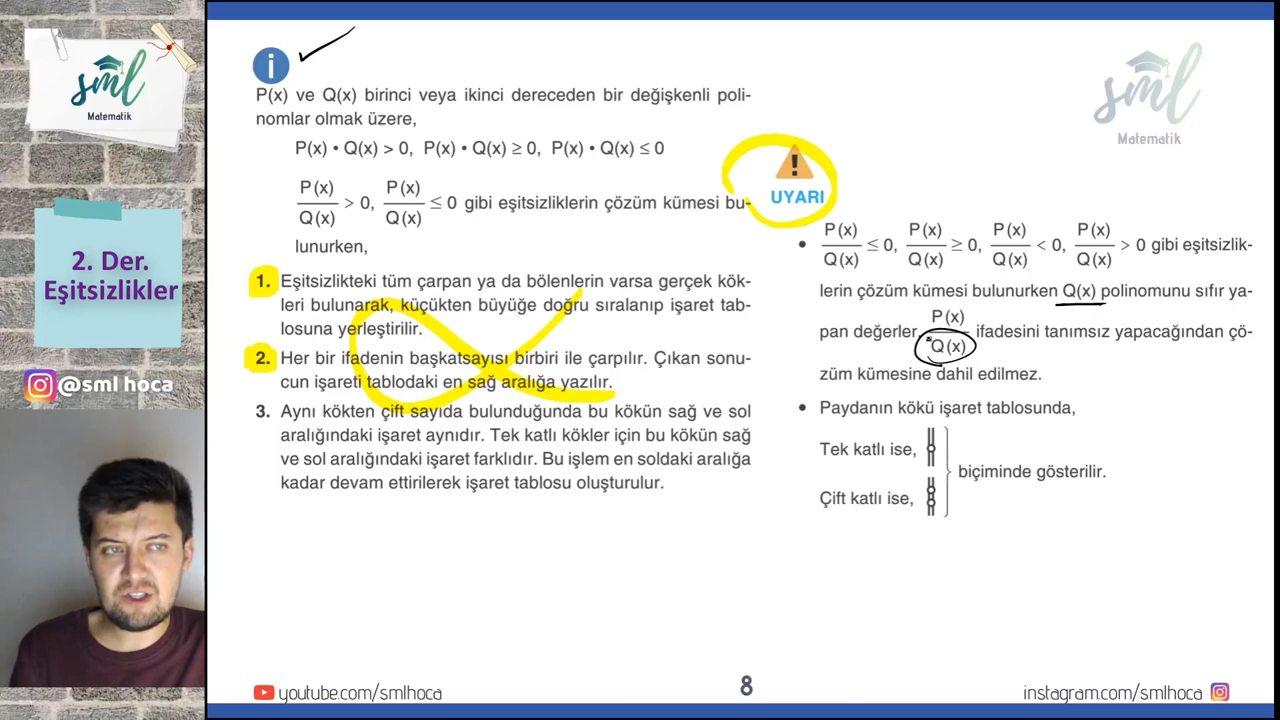 sml
Matematik
2. Der.
Eşitsizlikler
@sml hoca
i
P(x) ve Q(x) birinci veya ikinci dereceden bir değişkenli poli-
nomlar olmak üzere,
P(x) • Q(x) > 0, P(x) • Q(x) ≥ 0, P(x) • Q(x) ≤ 0
P(x)/Q(x) > 0, P(x)/Q(x) ≤ 0 gibi eşitsizliklerin çözüm kümesi bu-
lunurken,
1. Eşitsizlikteki tüm çarpan ya da bölenlerin varsa gerçek kök-
leri bulunarak, küçükten büyüğe doğru sıralanıp işaret tab-
losuna yerleştirilir.
2. Her bir ifadenin başkatsayısı birbiri ile çarpılır. Çıkan sonu-
cun işareti tablodaki en sağ aralığa yazılır.
3. Aynı kökten çift sayıda bulunduğunda bu kökün sağ ve sol
aralığındaki işaret aynıdır. Tek katlı kökler için bu kökün sağ
ve sol aralığındaki işaret farklıdır. Bu işlem en soldaki aralığa
kadar devam ettirilerek işaret tablosu oluşturulur.
sml
Matematik
!
UYARI
• P(x)/Q(x) ≤ 0, P(x)/Q(x) ≥ 0, P(x)/Q(x) < 0, P(x)/Q(x) > 0 gibi eşitsizlik-
lerin çözüm kümesi bulunurken Q(x) polinomunu sıfır ya-
pan değerler P(x)/Q(x) ifadesini tanımsız yapacağından çö-
züm kümesine dahil edilmez.
• Paydanın kökü işaret tablosunda,
Tek katlı ise,
biçiminde gösterilir.
Çift katlı ise,
youtube.com/smlhoca
8
instagram.com/smlhoca